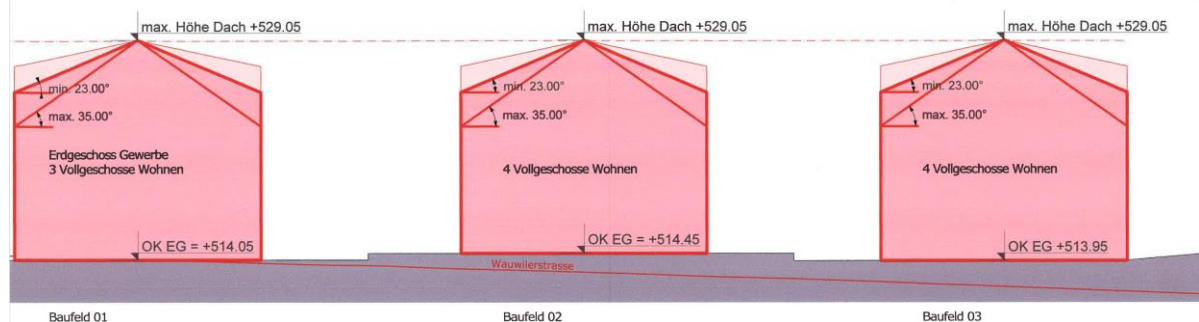 max. Höhe Dach +529.05
max. Höhe Dach +529.05
max. Höhe Dach +529.05
min. 23.00°
min. 23.00°
min. 23.00°
max. 35.00°
max. 35.00°
max. 35.00°
Erdgeschoss Gewerbe
3 Vollgeschosse Wohnen
4 Vollgeschosse Wohnen
4 Vollgeschosse Wohnen
OK EG = +514.05
OK EG = +514.45
OK EG +513.95
Wauwilerstrasse
Baufeld 01
Baufeld 02
Baufeld 03